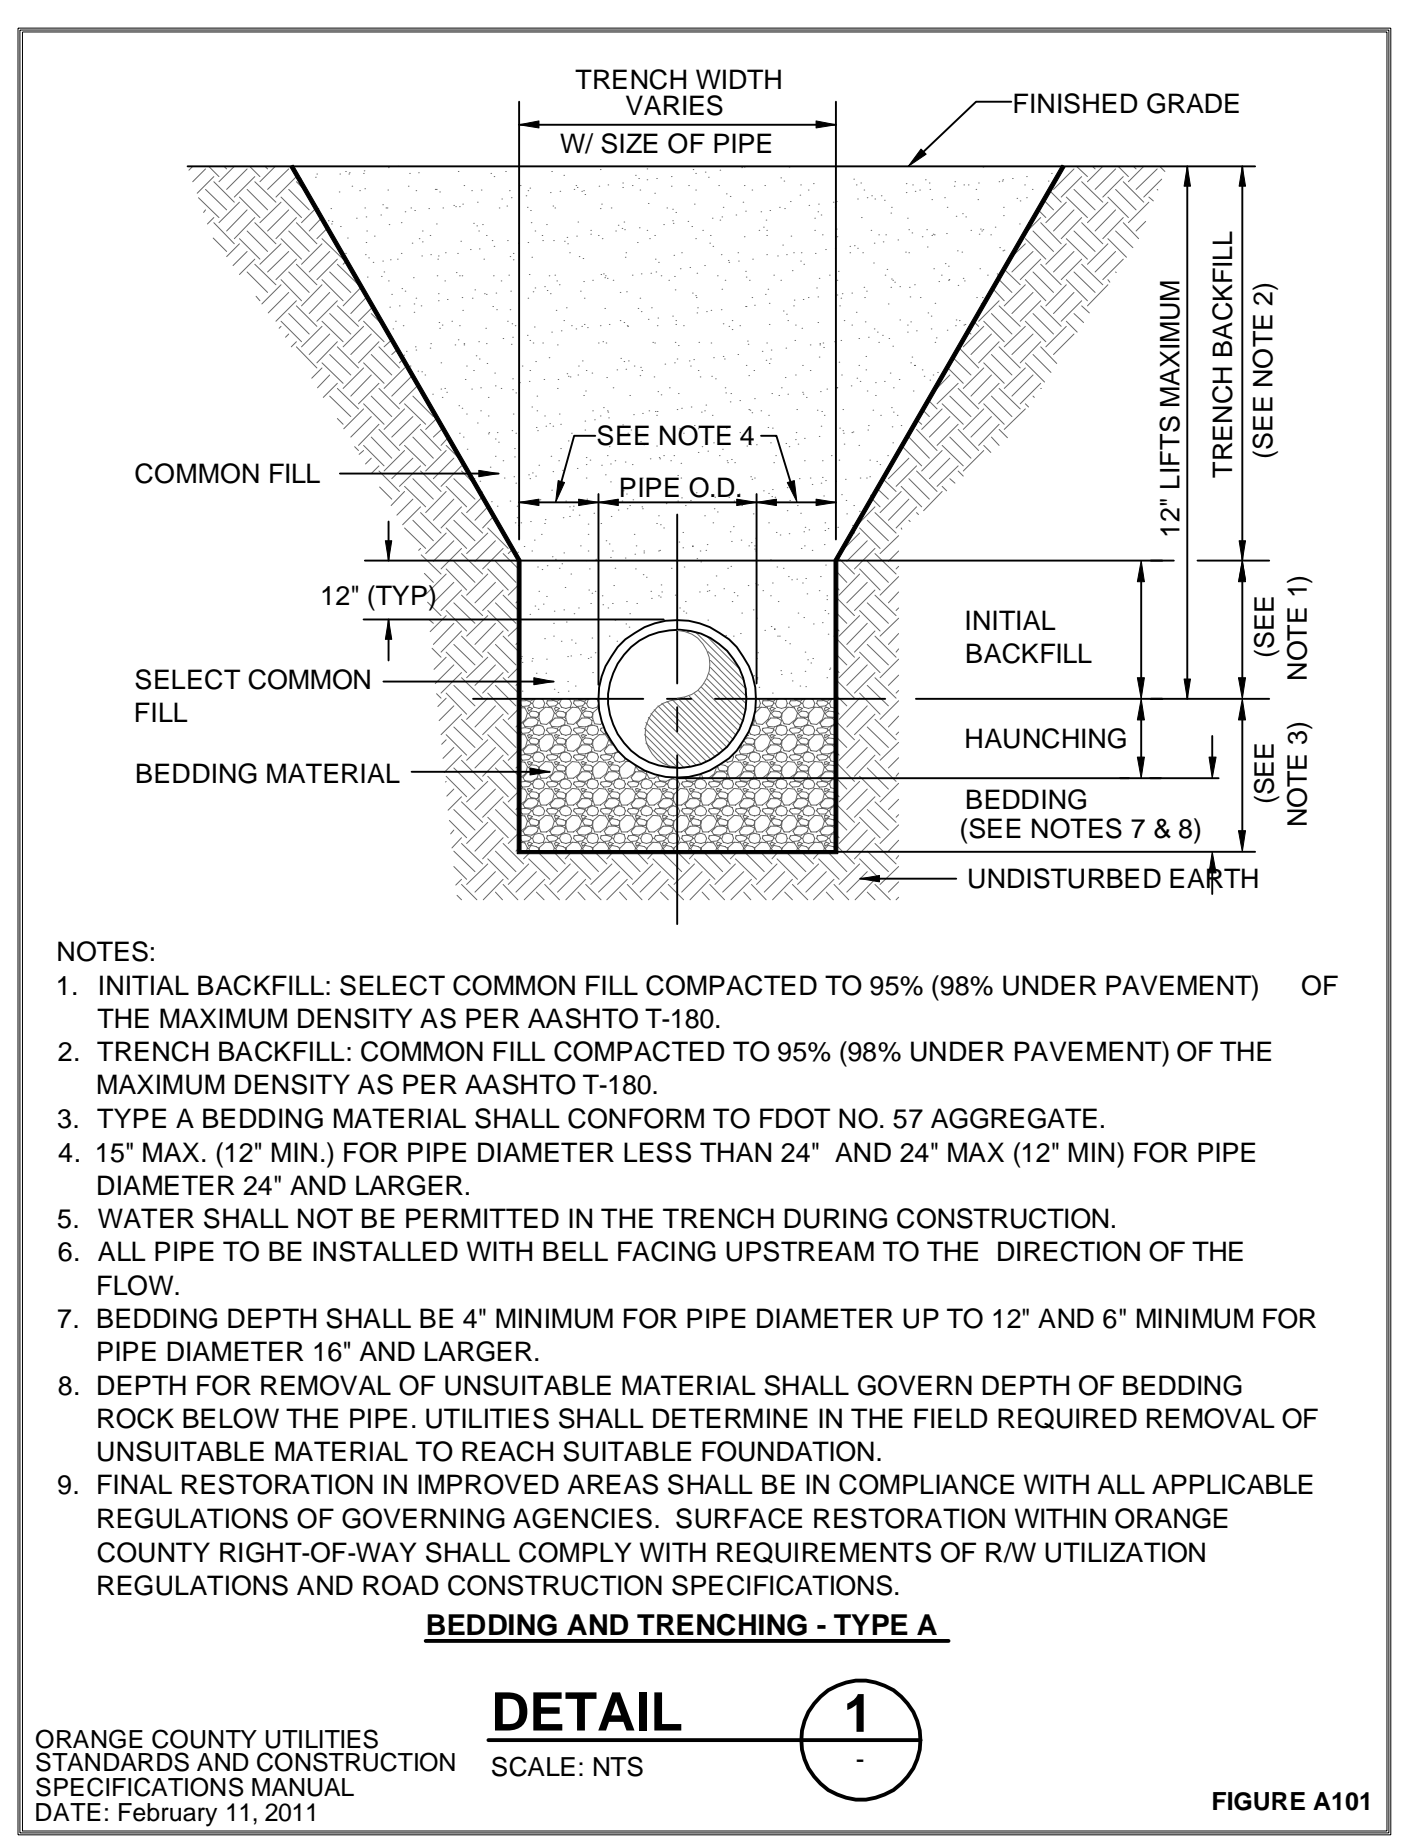 TRENCH WIDTH
VARIES
W/ SIZE OF PIPE
FINISHED GRADE
12" LIFTS MAXIMUM
TRENCH BACKFILL
(SEE NOTE 2)
SEE NOTE 4
PIPE O.D.
COMMON FILL
12" (TYP)
INITIAL
BACKFILL
(SEE
NOTE 1)
SELECT COMMON
FILL
HAUNCHING
(SEE
NOTE 3)
BEDDING MATERIAL
BEDDING
(SEE NOTES 7 & 8)
UNDISTURBED EARTH
NOTES:
1. INITIAL BACKFILL: SELECT COMMON FILL COMPACTED TO 95% (98% UNDER PAVEMENT) OF
THE MAXIMUM DENSITY AS PER AASHTO T-180.
2. TRENCH BACKFILL: COMMON FILL COMPACTED TO 95% (98% UNDER PAVEMENT) OF THE
MAXIMUM DENSITY AS PER AASHTO T-180.
3. TYPE A BEDDING MATERIAL SHALL CONFORM TO FDOT NO. 57 AGGREGATE.
4. 15" MAX. (12" MIN.) FOR PIPE DIAMETER LESS THAN 24" AND 24" MAX (12" MIN) FOR PIPE
DIAMETER 24" AND LARGER.
5. WATER SHALL NOT BE PERMITTED IN THE TRENCH DURING CONSTRUCTION.
6. ALL PIPE TO BE INSTALLED WITH BELL FACING UPSTREAM TO THE DIRECTION OF THE
FLOW.
7. BEDDING DEPTH SHALL BE 4" MINIMUM FOR PIPE DIAMETER UP TO 12" AND 6" MINIMUM FOR
PIPE DIAMETER 16" AND LARGER.
8. DEPTH FOR REMOVAL OF UNSUITABLE MATERIAL SHALL GOVERN DEPTH OF BEDDING
ROCK BELOW THE PIPE. UTILITIES SHALL DETERMINE IN THE FIELD REQUIRED REMOVAL OF
UNSUITABLE MATERIAL TO REACH SUITABLE FOUNDATION.
9. FINAL RESTORATION IN IMPROVED AREAS SHALL BE IN COMPLIANCE WITH ALL APPLICABLE
REGULATIONS OF GOVERNING AGENCIES. SURFACE RESTORATION WITHIN ORANGE
COUNTY RIGHT-OF-WAY SHALL COMPLY WITH REQUIREMENTS OF R/W UTILIZATION
REGULATIONS AND ROAD CONSTRUCTION SPECIFICATIONS.
BEDDING AND TRENCHING - TYPE A
DETAIL
1
-
SCALE: NTS
ORANGE COUNTY UTILITIES
STANDARDS AND CONSTRUCTION
SPECIFICATIONS MANUAL
DATE: February 11, 2011
FIGURE A101